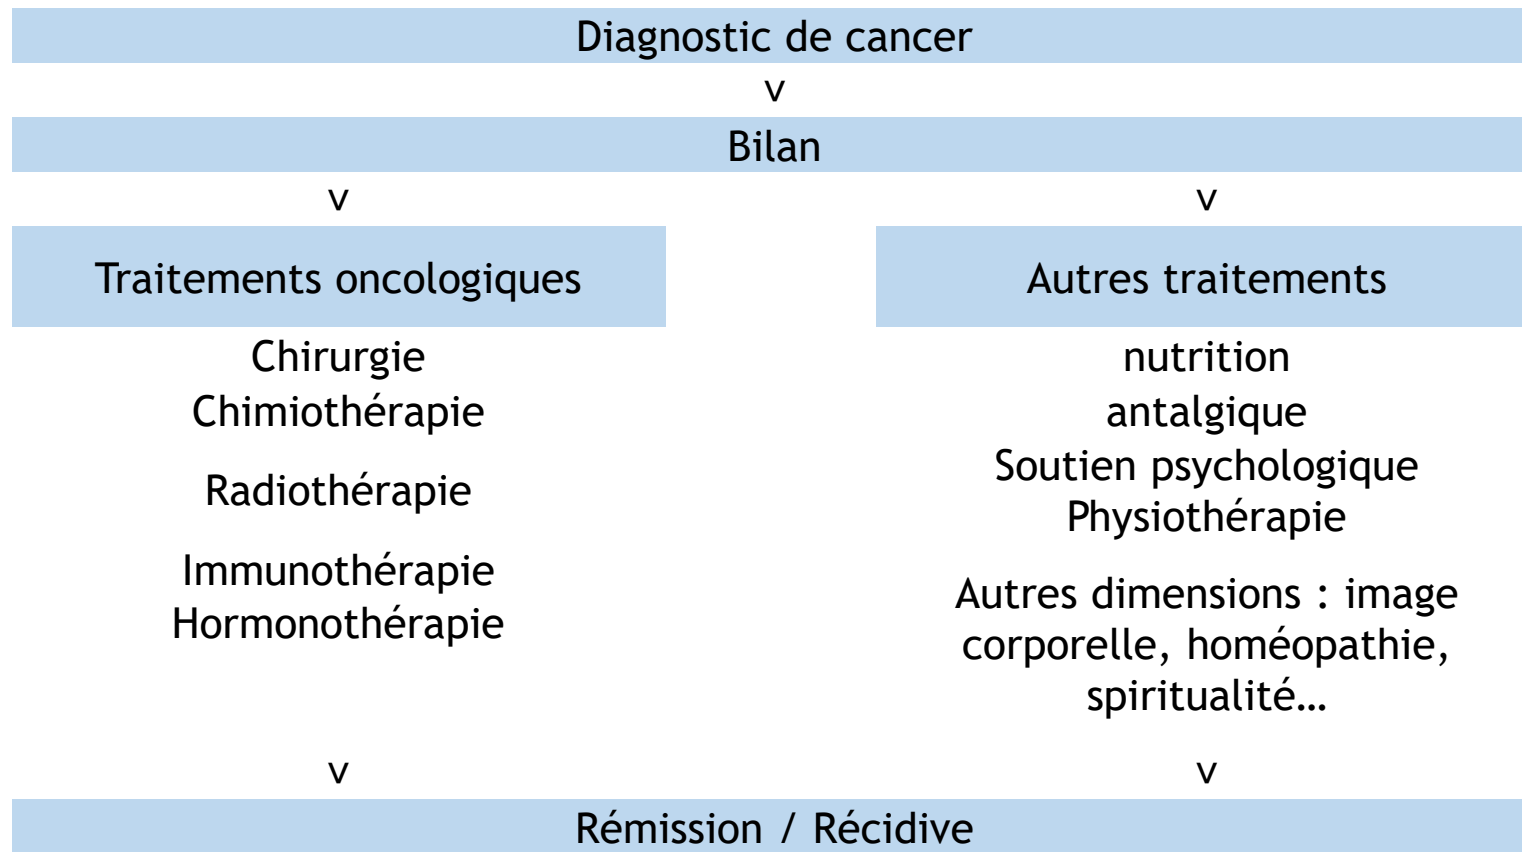 Diagnostic de cancer
v
Bilan
v
v
Traitements oncologiques
Autres traitements
Chirurgie
Chimiothérapie
Radiothérapie
Immunothérapie
Hormonothérapie
nutrition
antalgique
Soutien psychologique
Physiothérapie
Autres dimensions : image
corporelle, homéopathie,
spiritualité…
v
v
Rémission / Récidive